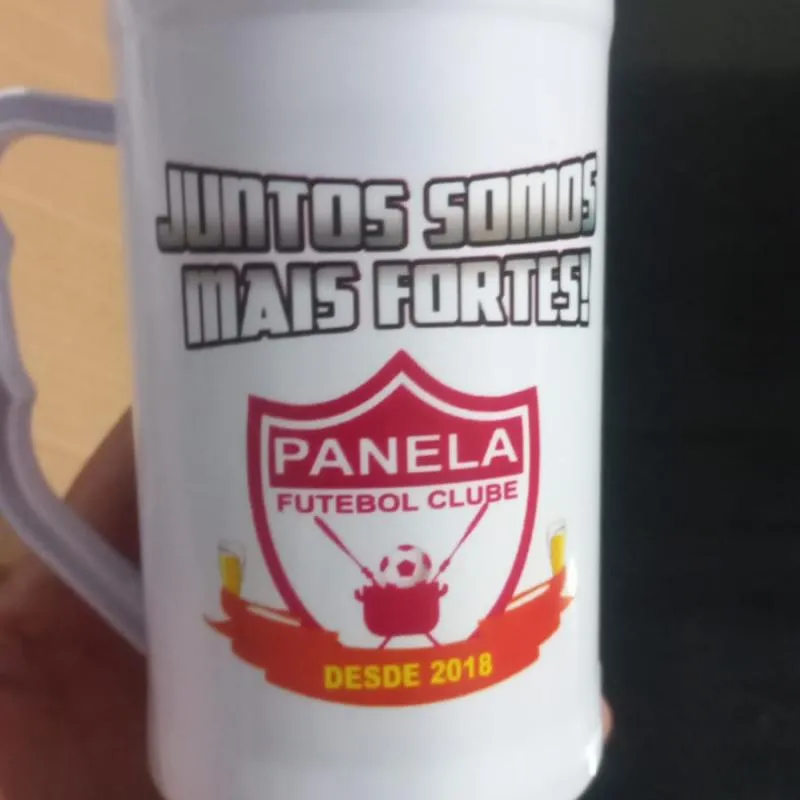 JUNTOS SOMOS
MAIS FORTES!
PANELA
FUTEBOL CLUBE
DESDE 2018